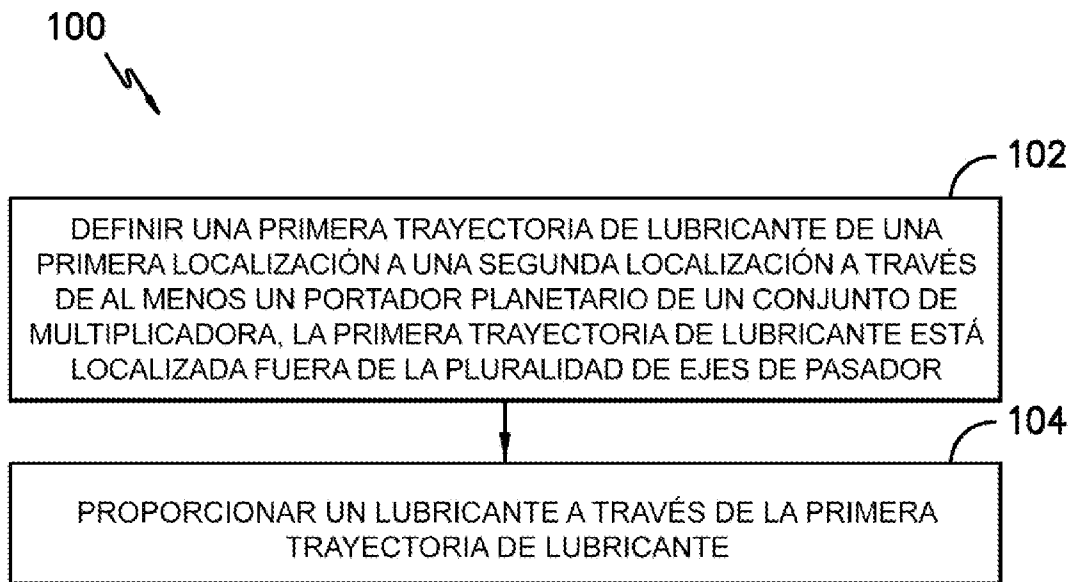 100
102
DEFINIR UNA PRIMERA TRAYECTORIA DE LUBRICANTE DE UNA
PRIMERA LOCALIZACIÓN A UNA SEGUNDA LOCALIZACIÓN A TRAVÉS
DE AL MENOS UN PORTADOR PLANETARIO DE UN CONJUNTO DE
MULTIPLICADORA, LA PRIMERA TRAYECTORIA DE LUBRICANTE ESTÁ
LOCALIZADA FUERA DE LA PLURALIDAD DE EJES DE PASADOR
104
PROPORCIONAR UN LUBRICANTE A TRAVÉS DE LA PRIMERA
TRAYECTORIA DE LUBRICANTE